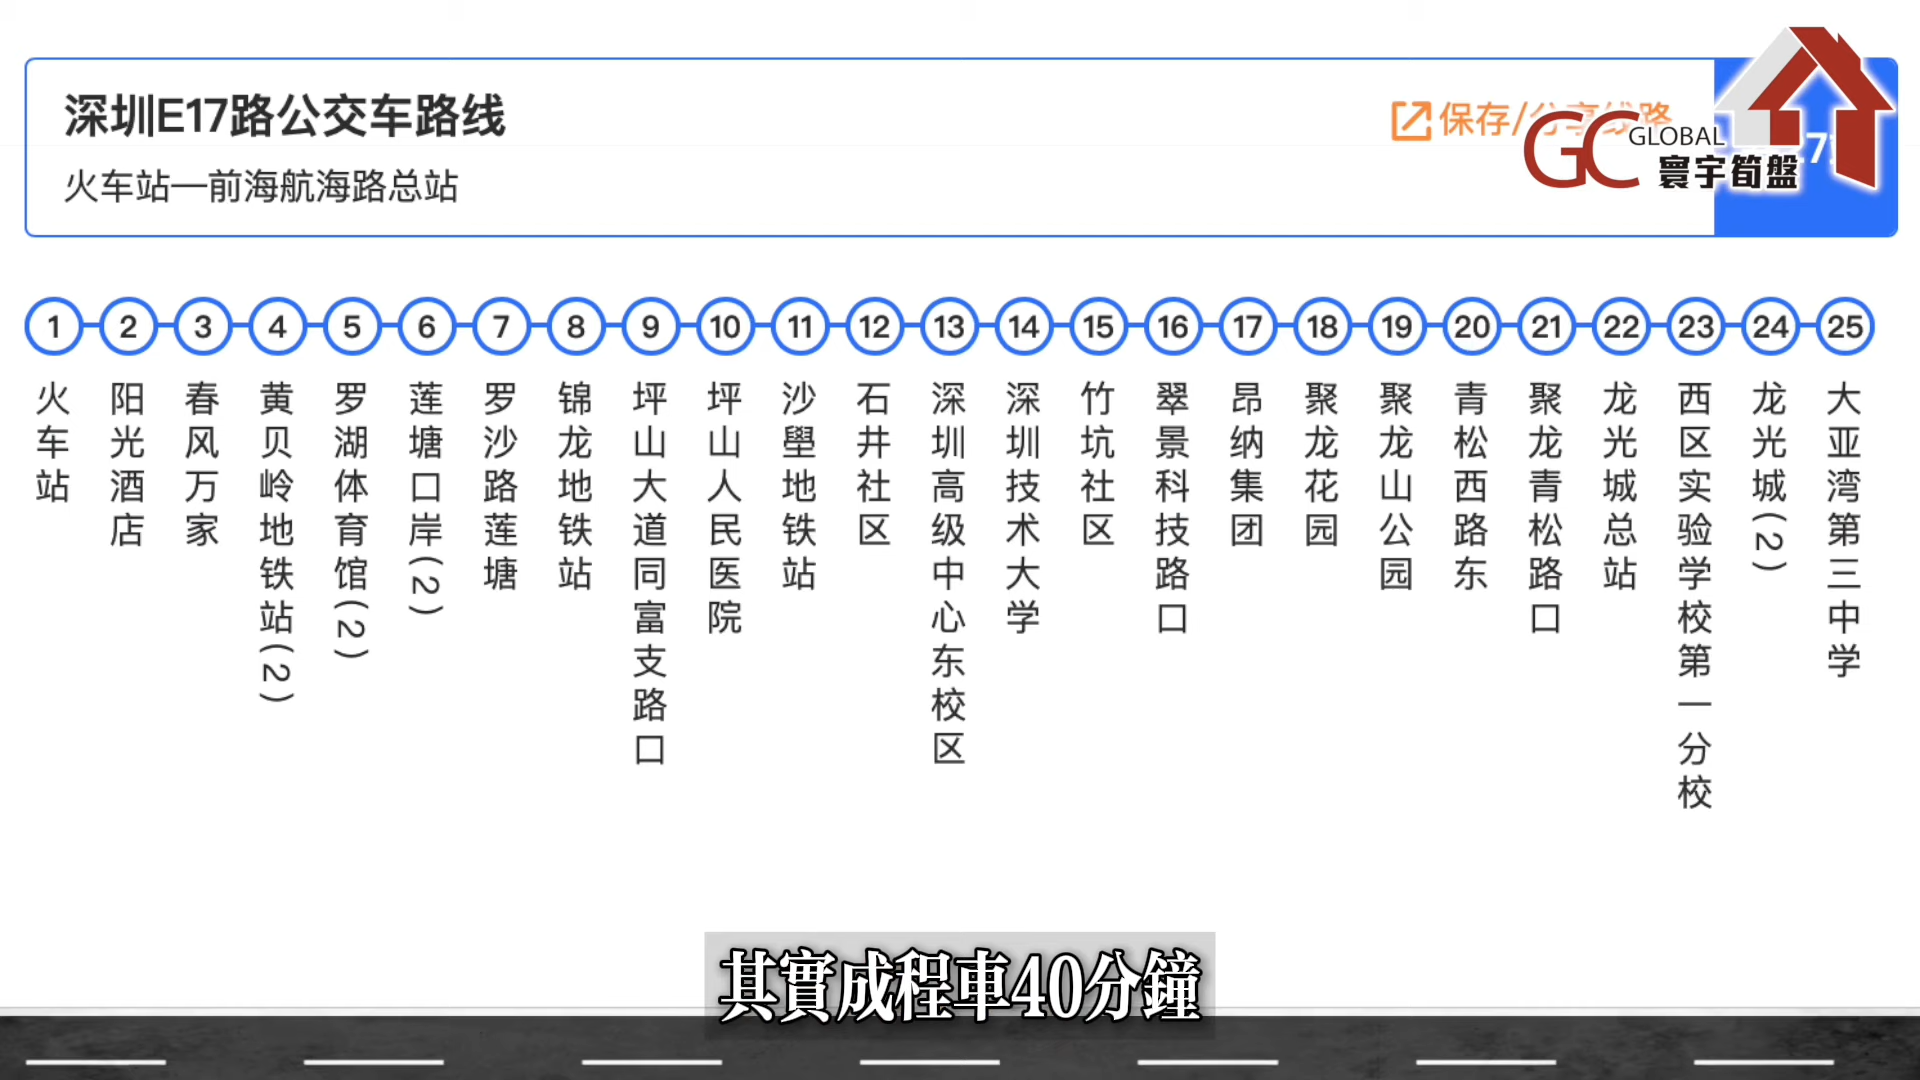 深圳E17路公交车路线
火车站—前海航海路总站
保存/分享线路
GC GLOBAL
寰宇筍盤
1
2
3
4
5
6
7
8
9
10
11
12
13
14
15
16
17
18
19
20
21
22
23
24
25
火车站
阳光酒店
春风万家
黄贝岭地铁站(2)
罗湖体育馆(2)
莲塘口岸(2)
罗沙路莲塘
锦龙地铁站
坪山大道同富支路口
坪山人民医院
沙壆地铁站
石井社区
深圳高级中心东校区
深圳技术大学
竹坑社区
翠景科技路口
昂纳集团
聚龙花园
聚龙山公园
青松西路东
聚龙青松路口
龙光城总站
西区实验学校第一分校
龙光城(2)
大亚湾第三中学
其實成程車40分鐘